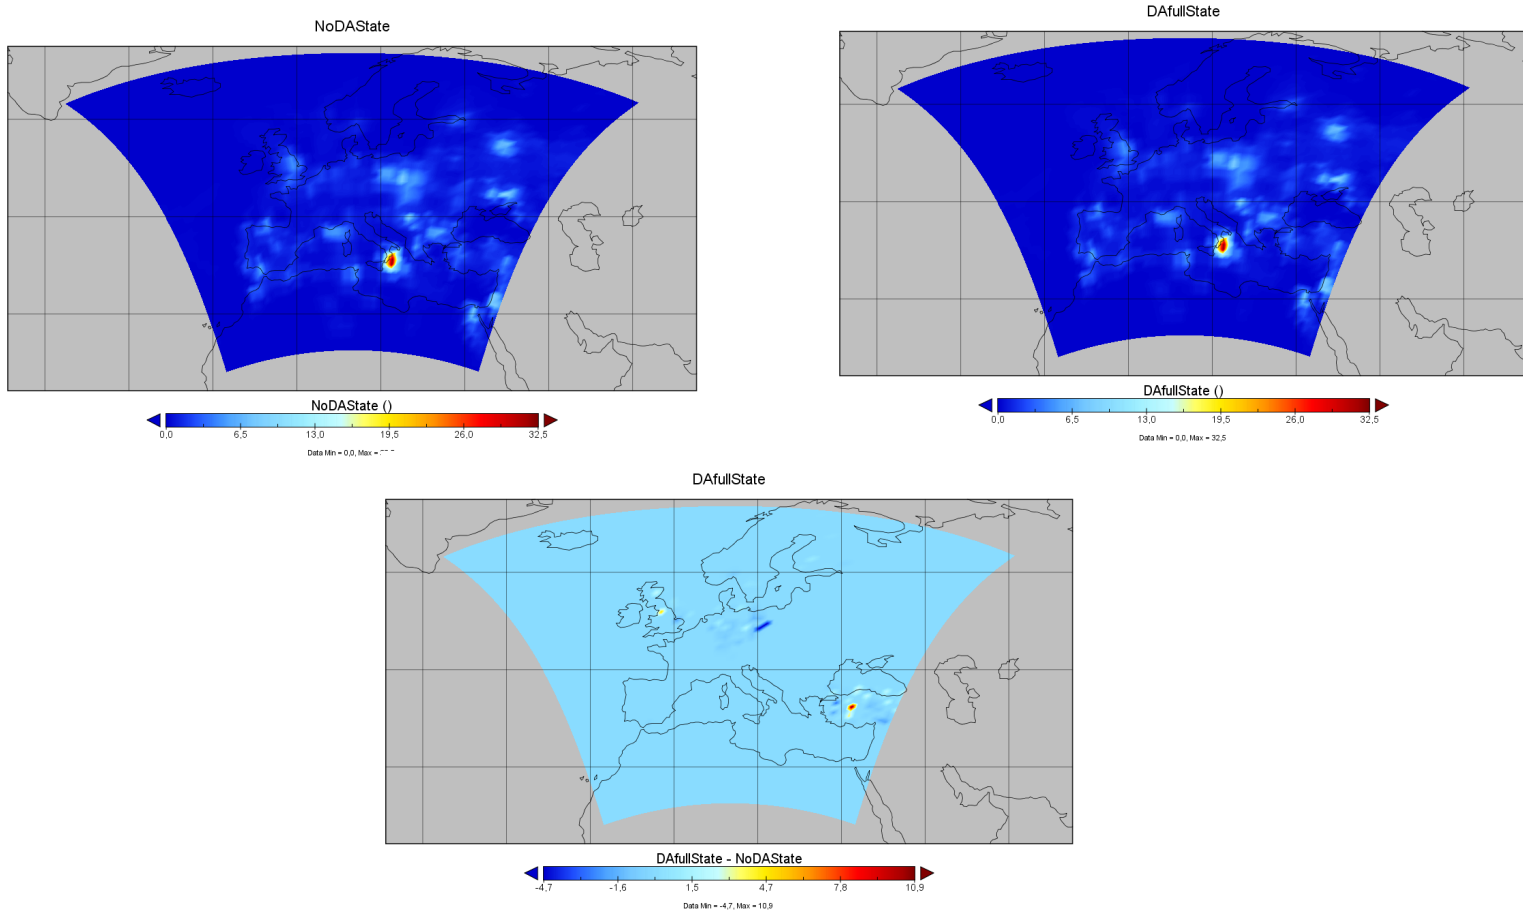 NoDAState
NoDAState ()
0,0 6,5 13,0 19,5 26,0 32,5
Data Min = 0,0, Max =
DAfullState
DAfullState ()
0,0 6,5 13,0 19,5 26,0 32,5
Data Min = 0,0, Max = 32,5
DAfullState
DAfullState - NoDAState
-4,7 -1,6 1,5 4,7 7,8 10,9
Data Min = -4,7, Max = 10,9